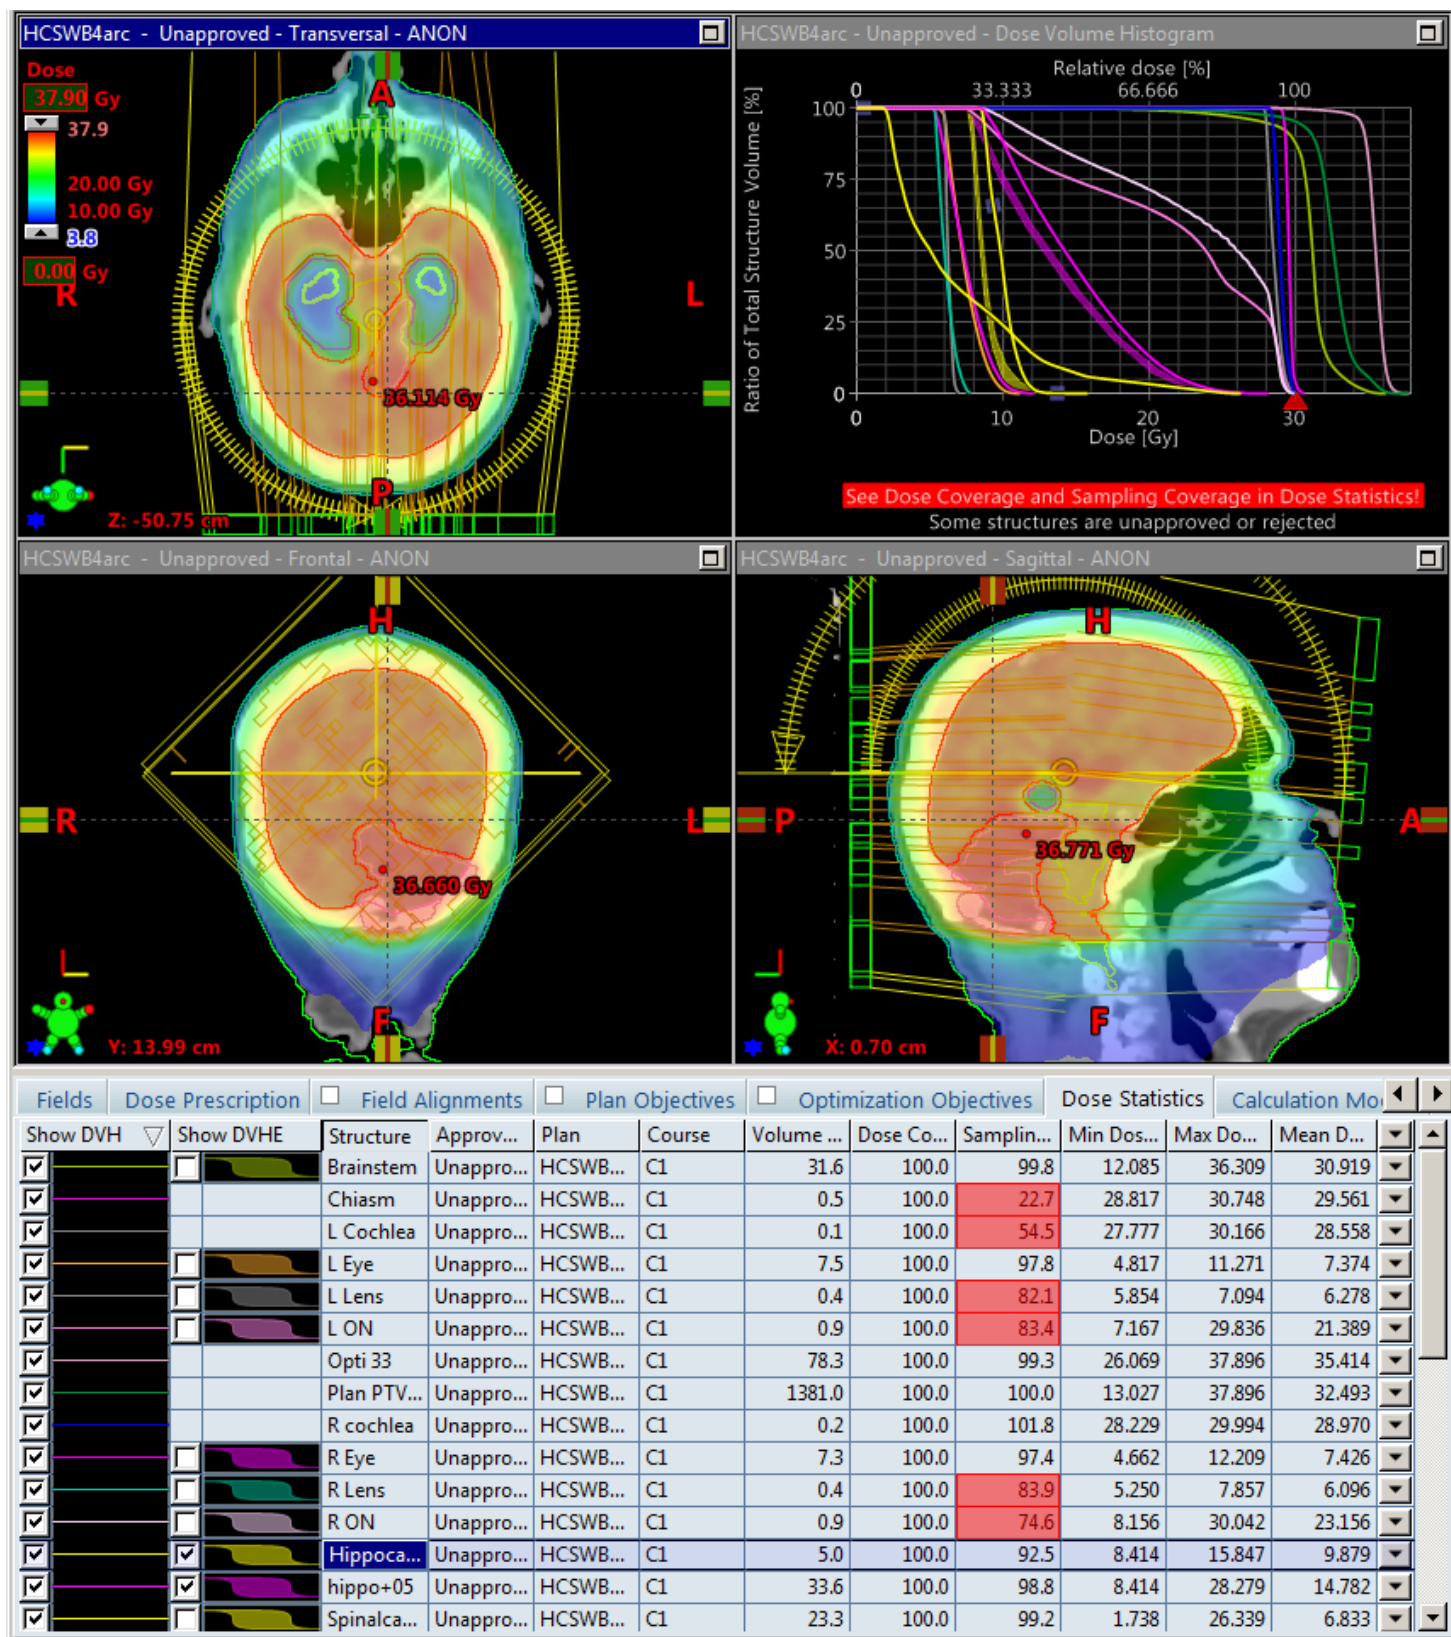 HCSWB4arc - Unapproved - Transversal - ANON
Dose
37.90 Gy
37.9
20.00 Gy
10.00 Gy
3.8
0.00 Gy
A
R
L
36.114 Gy
P
Z: -50.75 cm
HCSWB4arc - Unapproved - Dose Volume Histogram
Relative dose [%]
0 33.333 66.666 100
Ratio of Total Structure Volume [%]
100
75
50
25
0
0 10 20 30
Dose [Gy]
See Dose Coverage and Sampling Coverage in Dose Statistics!
Some structures are unapproved or rejected
HCSWB4arc - Unapproved - Frontal - ANON
H
R
L
36.660 Gy
F
Y: 13.99 cm
HCSWB4arc - Unapproved - Sagittal - ANON
H
P
A
36.771 Gy
F
X: 0.70 cm
Fields Dose Prescription Field Alignments Plan Objectives Optimization Objectives Dose Statistics Calculation Mo
Show DVH Show DVHE Structure Approv... Plan Course Volume ... Dose Co... Samplin... Min Dos... Max Do... Mean D...
Brainstem Unappro... HCSWB... C1 31.6 100.0 99.8 12.085 36.309 30.919
Chiasm Unappro... HCSWB... C1 0.5 100.0 22.7 28.817 30.748 29.561
L Cochlea Unappro... HCSWB... C1 0.1 100.0 54.5 27.777 30.166 28.558
L Eye Unappro... HCSWB... C1 7.5 100.0 97.8 4.817 11.271 7.374
L Lens Unappro... HCSWB... C1 0.4 100.0 82.1 5.854 7.094 6.278
L ON Unappro... HCSWB... C1 0.9 100.0 83.4 7.167 29.836 21.389
Opti 33 Unappro... HCSWB... C1 78.3 100.0 99.3 26.069 37.896 35.414
Plan PTV... Unappro... HCSWB... C1 1381.0 100.0 100.0 13.027 37.896 32.493
R cochlea Unappro... HCSWB... C1 0.2 100.0 101.8 28.229 29.994 28.970
R Eye Unappro... HCSWB... C1 7.3 100.0 97.4 4.662 12.209 7.426
R Lens Unappro... HCSWB... C1 0.4 100.0 83.9 5.250 7.857 6.096
R ON Unappro... HCSWB... C1 0.9 100.0 74.6 8.156 30.042 23.156
Hippoca... Unappro... HCSWB... C1 5.0 100.0 92.5 8.414 15.847 9.879
hippo+05 Unappro... HCSWB... C1 33.6 100.0 98.8 8.414 28.279 14.782
Spinalca... Unappro... HCSWB... C1 23.3 100.0 99.2 1.738 26.339 6.833